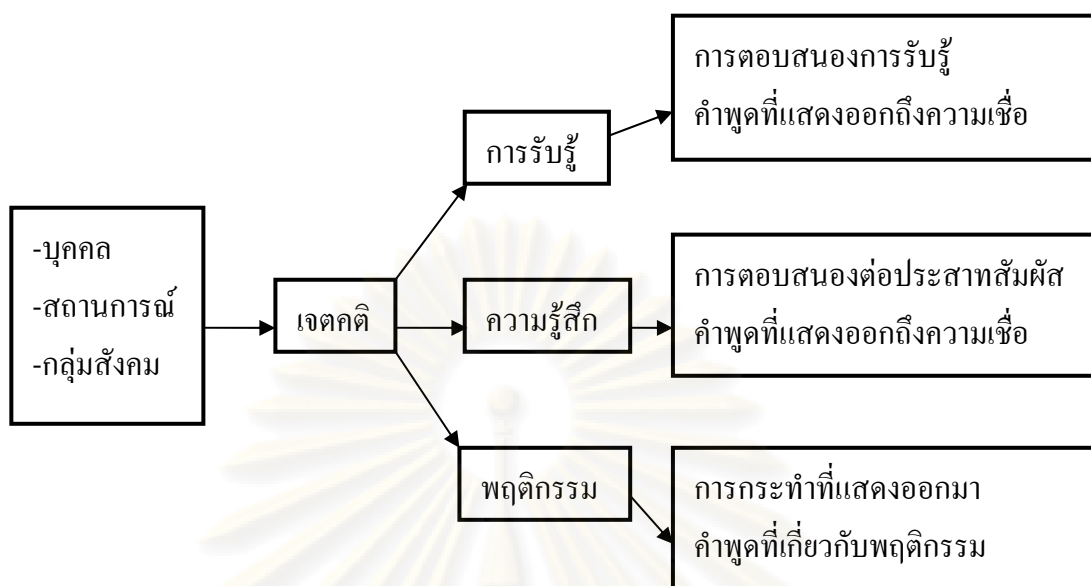 -บุคคล
-สถานการณ์
-กลุ่มสังคม
เจตคติ
การรับรู้
การตอบสนองการรับรู้
คำพูดที่แสดงออกถึงความเชื่อ
ความรู้สึก
การตอบสนองต่อประสาทสัมผัส
คำพูดที่แสดงออกถึงความเชื่อ
พฤติกรรม
การกระทำที่แสดงออกมา
คำพูดที่เกี่ยวกับพฤติกรรม